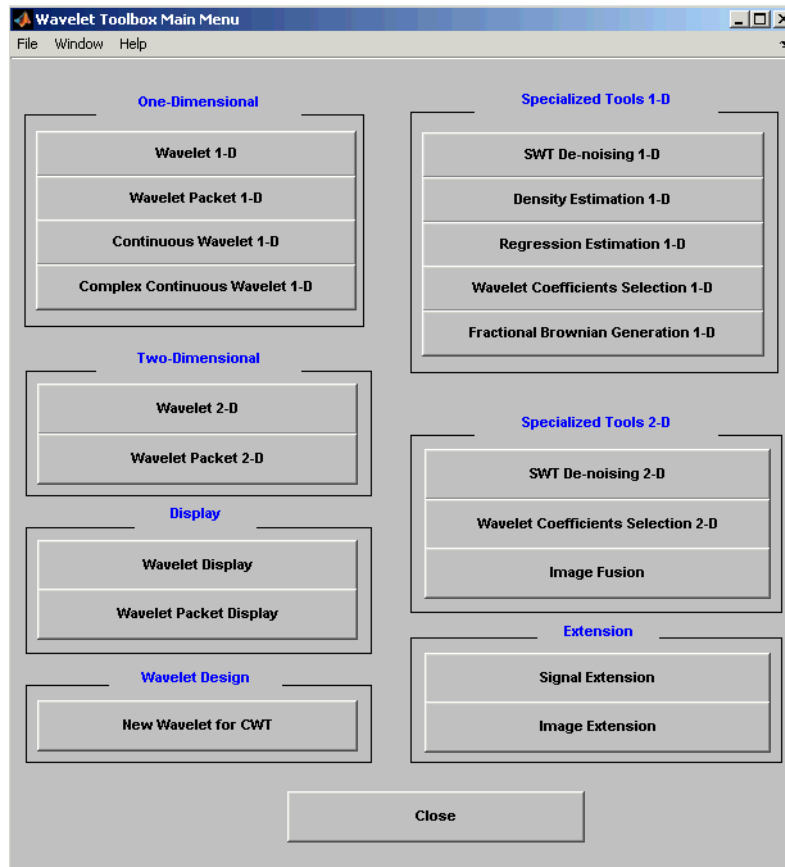 Wavelet Toolbox Main Menu
File Window Help
One-Dimensional
Wavelet 1-D
Wavelet Packet 1-D
Continuous Wavelet 1-D
Complex Continuous Wavelet 1-D
Two-Dimensional
Wavelet 2-D
Wavelet Packet 2-D
Display
Wavelet Display
Wavelet Packet Display
Wavelet Design
New Wavelet for CWT
Specialized Tools 1-D
SWT De-noising 1-D
Density Estimation 1-D
Regression Estimation 1-D
Wavelet Coefficients Selection 1-D
Fractional Brownian Generation 1-D
Specialized Tools 2-D
SWT De-noising 2-D
Wavelet Coefficients Selection 2-D
Image Fusion
Extension
Signal Extension
Image Extension
Close